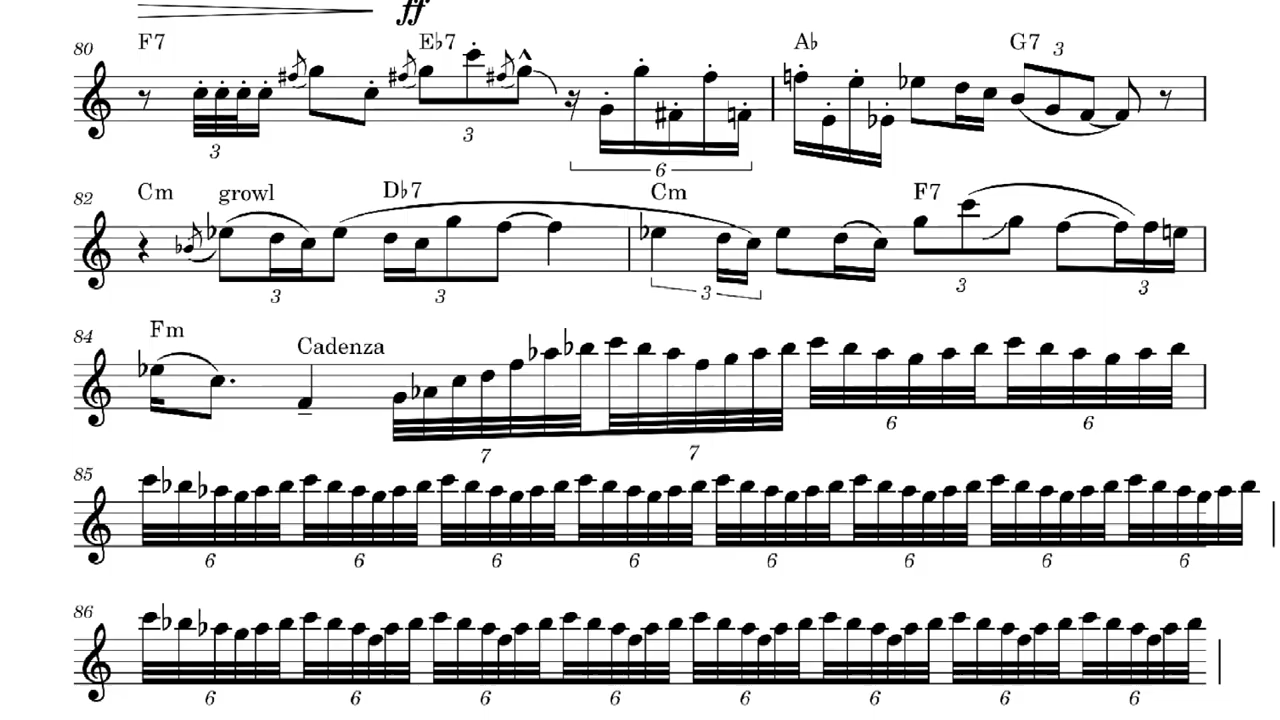 ff
80 F7 E♭7 A♭ G7 3
3 3 6
82 Cm growl D♭7 Cm F7
3 3 3 3 3
84 Fm Cadenza
7 7 6 6
85
6 6 6 6 6 6 6 6
86
6 6 6 6 6 6 6 6